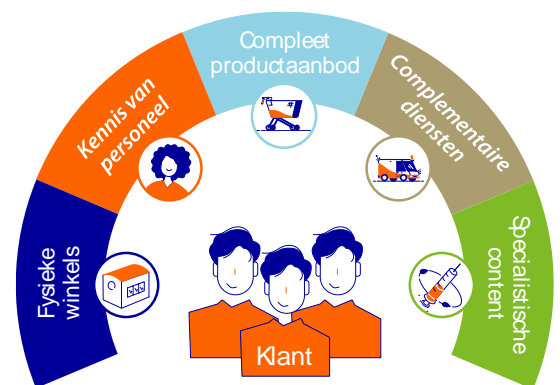 Fysieke
winkels
Kennis van
personeel
Compleet
productaanbod
Complementaire
diensten
Specialistische
content
Klant